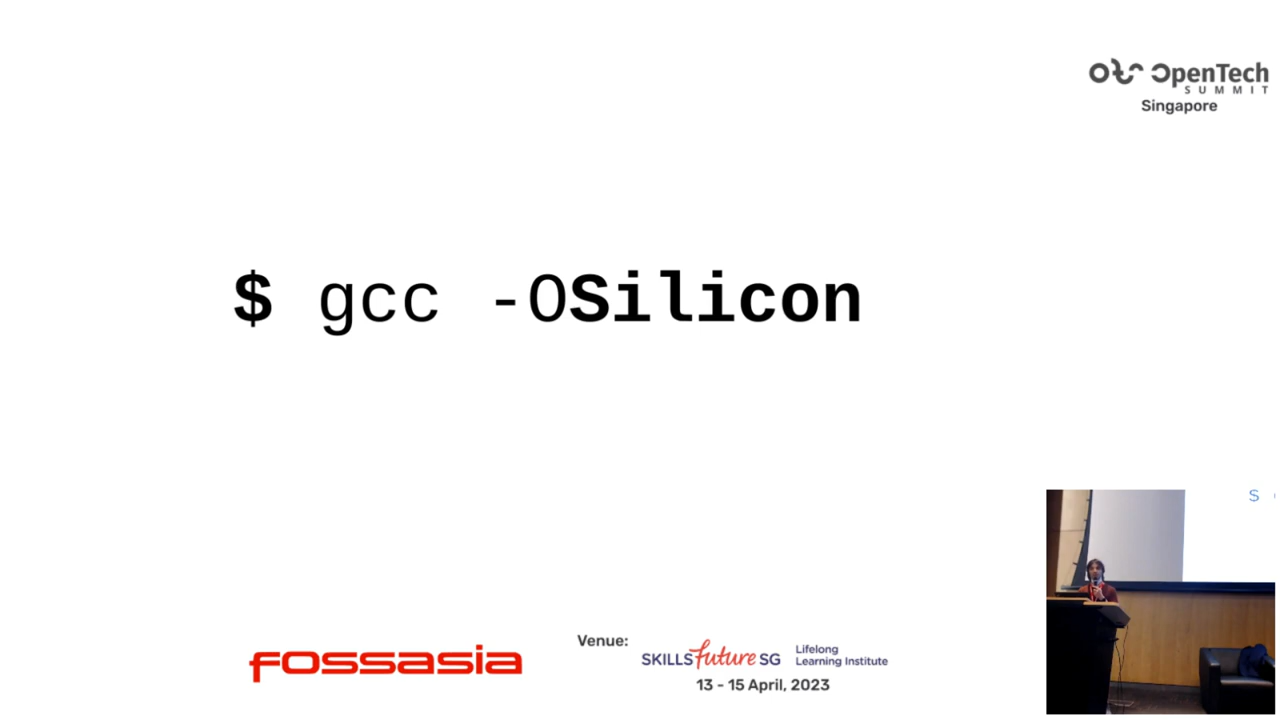 OpenTech
SUMMIT
Singapore
$ gcc -OSilicon
S
fossasia
Venue:
SKILLSfuture SG
Lifelong
Learning Institute
13 - 15 April, 2023